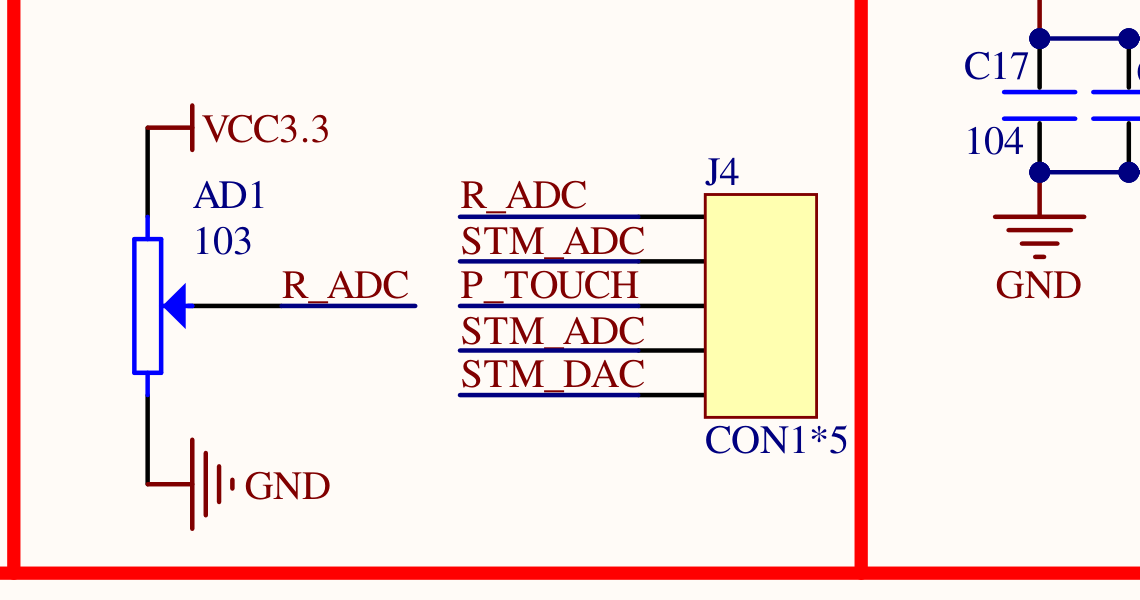 VCC3.3
AD1
103
R_ADC
GND
J4
R_ADC
STM_ADC
P_TOUCH
STM_ADC
STM_DAC
CON1*5
C17
104
GND